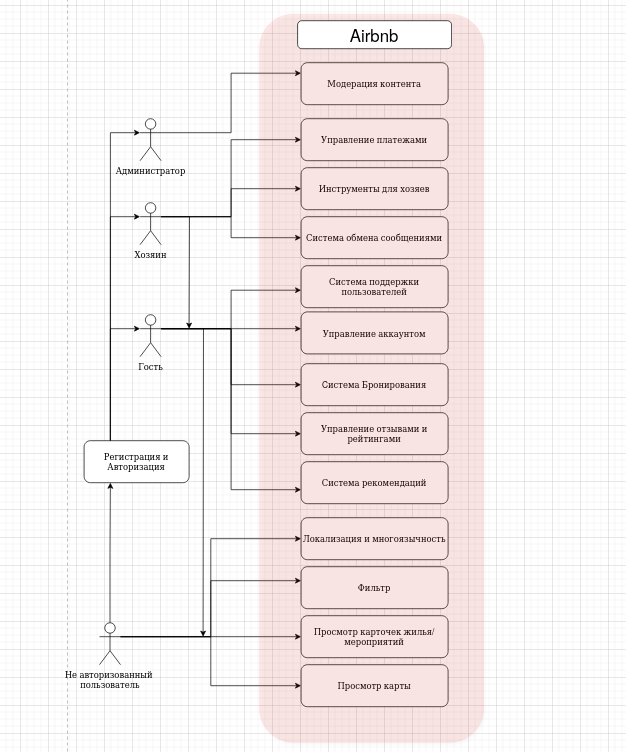 Airbnb
Модерация контента
Администратор
Управление платежами
Инструменты для хозяев
Хозяин
Система обмена сообщениями
Система поддержки
пользователей
Гость
Управление аккаунтом
Система Бронирования
Управление отзывами и
рейтингами
Регистрация и
Авторизация
Система рекомендаций
Локализация и многоязычность
Фильтр
Не авторизованный
пользователь
Просмотр карточек жилья/
мероприятий
Просмотр карты